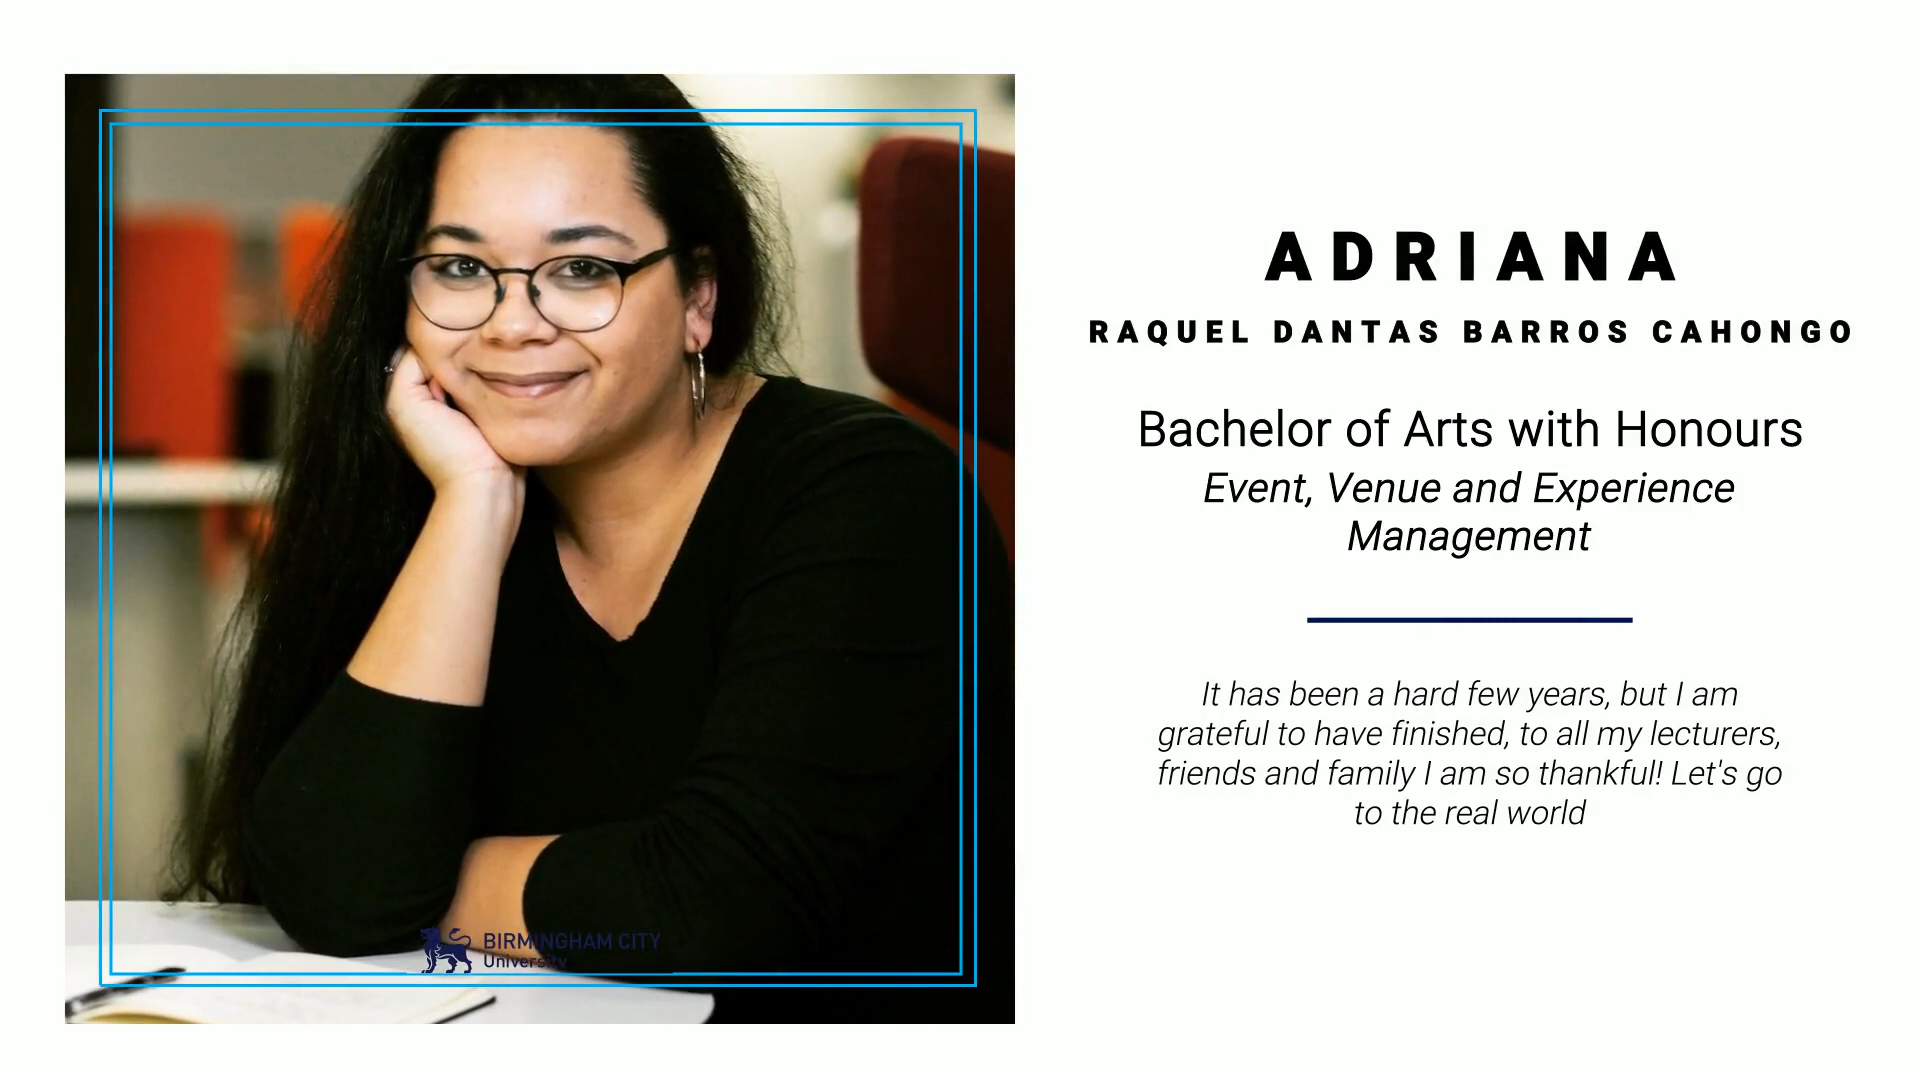 ADRIANA
RAQUEL DANTAS BARROS CAHONGO
Bachelor of Arts with Honours
Event, Venue and Experience
Management
It has been a hard few years, but I am
grateful to have finished, to all my lecturers,
friends and family I am so thankful! Let's go
to the real world
BIRMINGHAM CITY
University